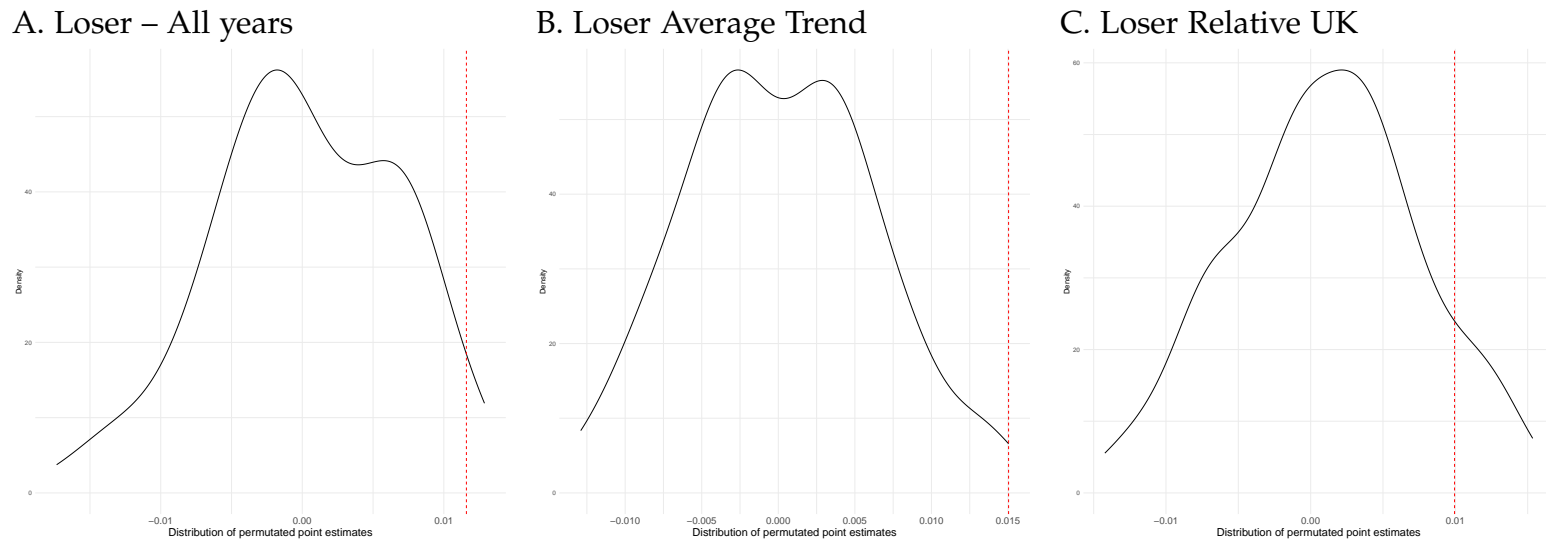 A. Loser – All years
Density
40
20
0
−0.01 0.00 0.01
Distribution of permutated point estimates
B. Loser Average Trend
Density
40
20
0
−0.010 −0.005 0.000 0.005 0.010 0.015
Distribution of permutated point estimates
C. Loser Relative UK
Density
60
40
20
0
−0.01 0.00 0.01
Distribution of permutated point estimates